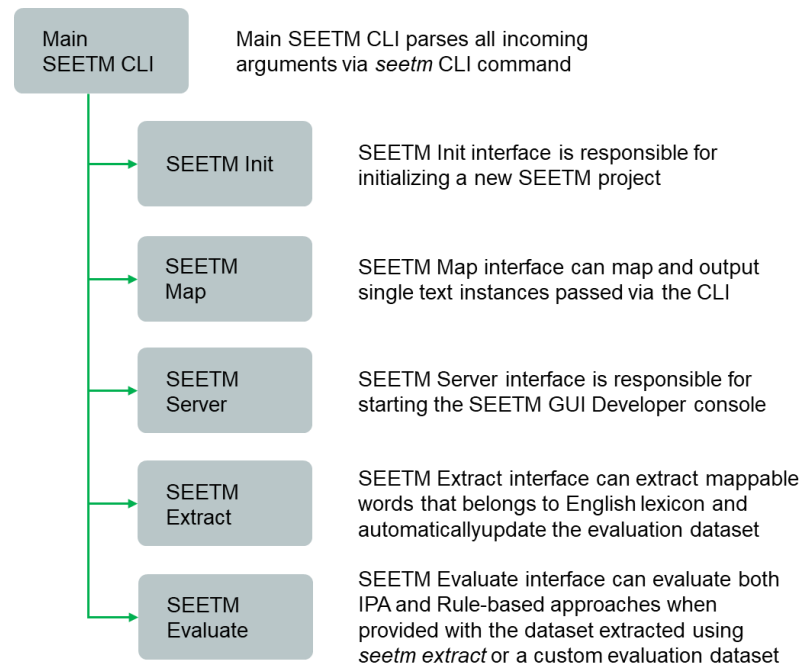 Main
SEETM CLI
Main SEETM CLI parses all incoming
arguments via seetm CLI command
SEETM Init
SEETM Init interface is responsible for
initializing a new SEETM project
SEETM
Map
SEETM Map interface can map and output
single text instances passed via the CLI
SEETM
Server
SEETM Server interface is responsible for
starting the SEETM GUI Developer console
SEETM
Extract
SEETM Extract interface can extract mappable
words that belongs to English lexicon and
automaticallyupdate the evaluation dataset
SEETM
Evaluate
SEETM Evaluate interface can evaluate both
IPA and Rule-based approaches when
provided with the dataset extracted using
seetm extract or a custom evaluation dataset